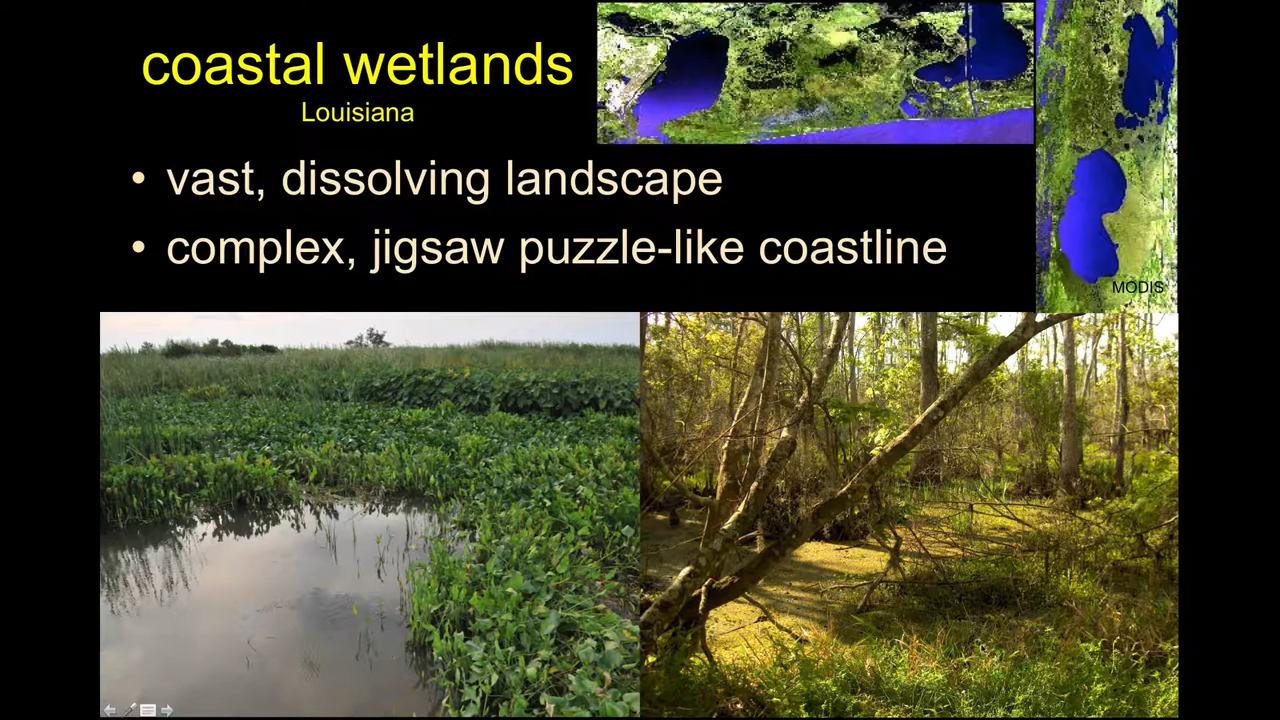 coastal wetlands
Louisiana
• vast, dissolving landscape
• complex, jigsaw puzzle-like coastline
MODIS